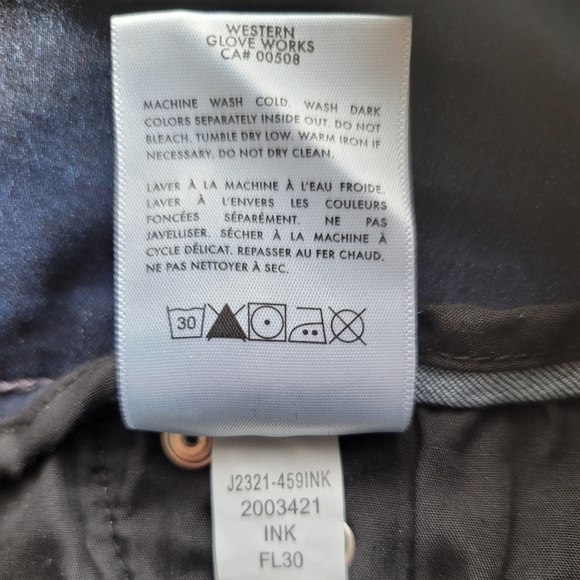 WESTERN
GLOVE WORKS
CA# 00508
MACHINE WASH COLD. WASH DARK
COLORS SEPARATELY INSIDE OUT. DO NOT
BLEACH. TUMBLE DRY LOW. WARM IRON IF
NECESSARY. DO NOT DRY CLEAN.
LAVER À LA MACHINE À L'EAU FROIDE.
LAVER À L'ENVERS LES COULEURS
FONCÉES SÉPARÉMENT. NE PAS
JAVELLISER. SÉCHER À LA MACHINE À
CYCLE DÉLICAT. REPASSER AU FER CHAUD.
NE PAS NETTOYER À SEC.
30
J2321-459INK
2003421
INK
FL30